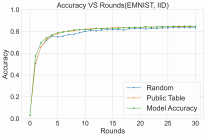 Accuracy VS Rounds(EMNIST, IID)
1.0
0.8
0.6
0.4
0.2
0.0
Accuracy
Random
Public Table
Model Accuracy
0 5 10 15 20 25 30
Rounds